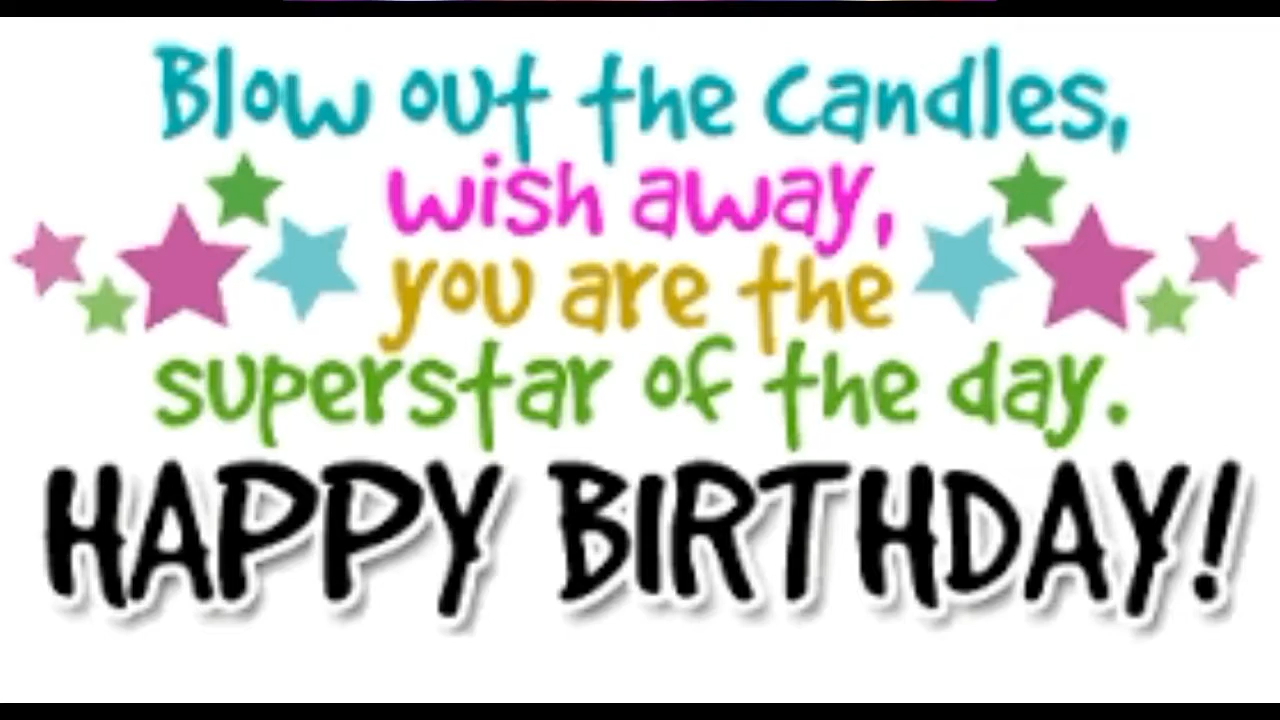 Blow out the candles,
wish away,
you are the
superstar of the day.
HAPPY BIRTHDAY!